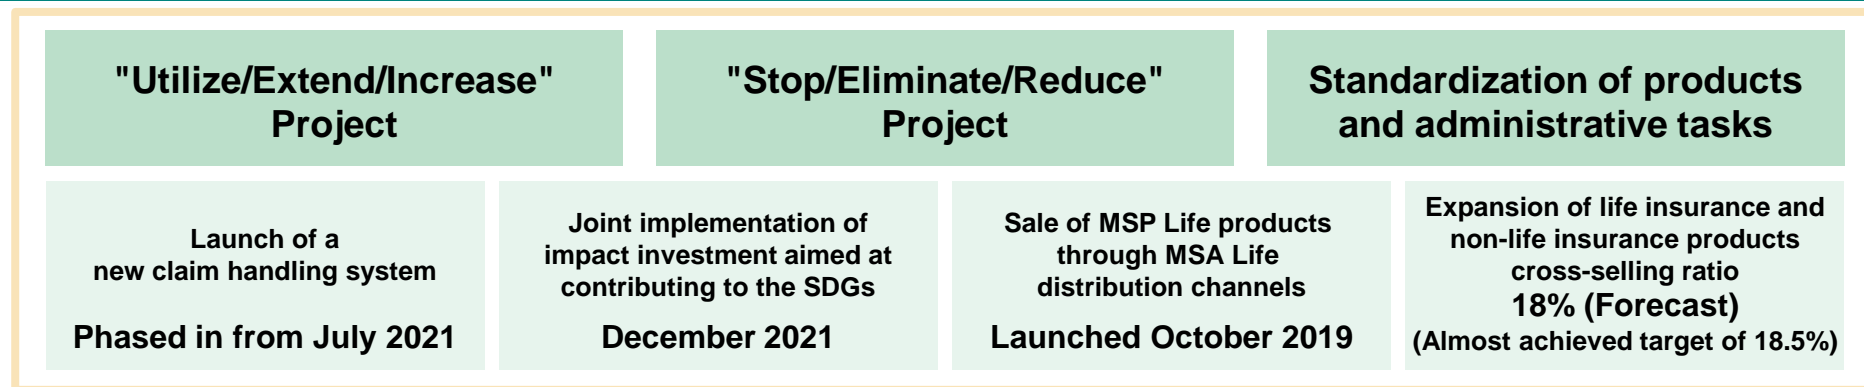 "Utilize/Extend/Increase"
Project
"Stop/Eliminate/Reduce"
Project
Standardization of products
and administrative tasks
Launch of a
new claim handling system
Phased in from July 2021
Joint implementation of
impact investment aimed at
contributing to the SDGs
December 2021
Sale of MSP Life products
through MSA Life
distribution channels
Launched October 2019
Expansion of life insurance and
non-life insurance products
cross-selling ratio
18% (Forecast)
(Almost achieved target of 18.5%)